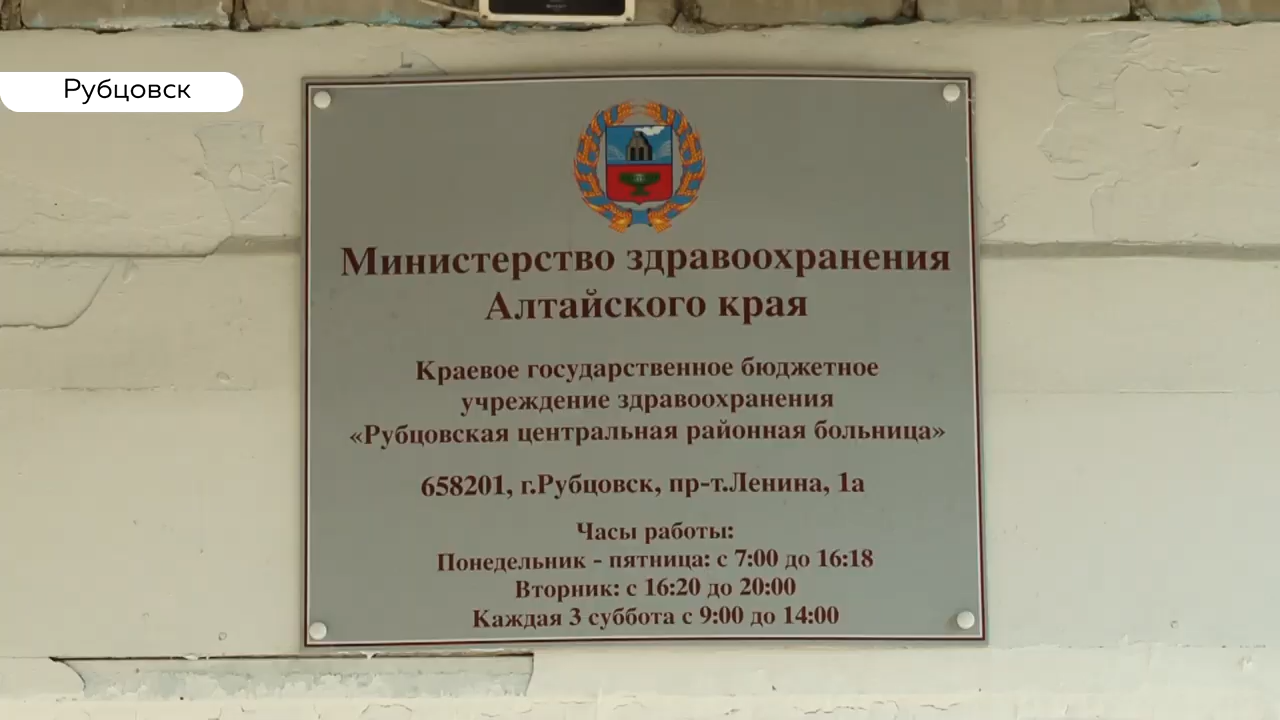 Рубцовск
Министерство здравоохранения
Алтайского края
Краевое государственное бюджетное
учреждение здравоохранения
«Рубцовская центральная районная больница»
658201, г.Рубцовск, пр-т.Ленина, 1а
Часы работы:
Понедельник - пятница: с 7:00 до 16:18
Вторник: с 16:20 до 20:00
Каждая 3 суббота с 9:00 до 14:00